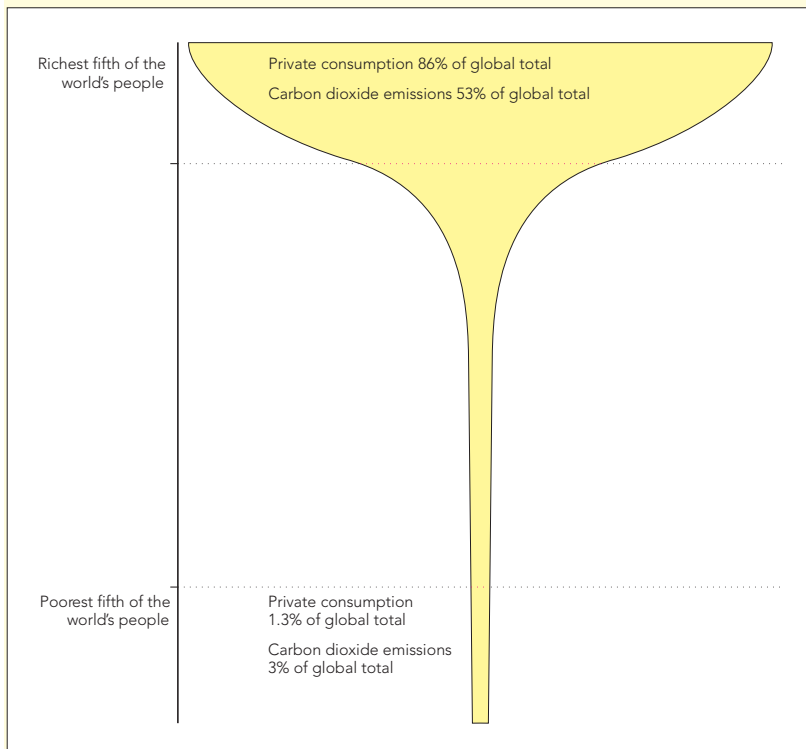 Richest fifth of the
world's people
Private consumption 86% of global total
Carbon dioxide emissions 53% of global total
Poorest fifth of the
world's people
Private consumption
1.3% of global total
Carbon dioxide emissions
3% of global total